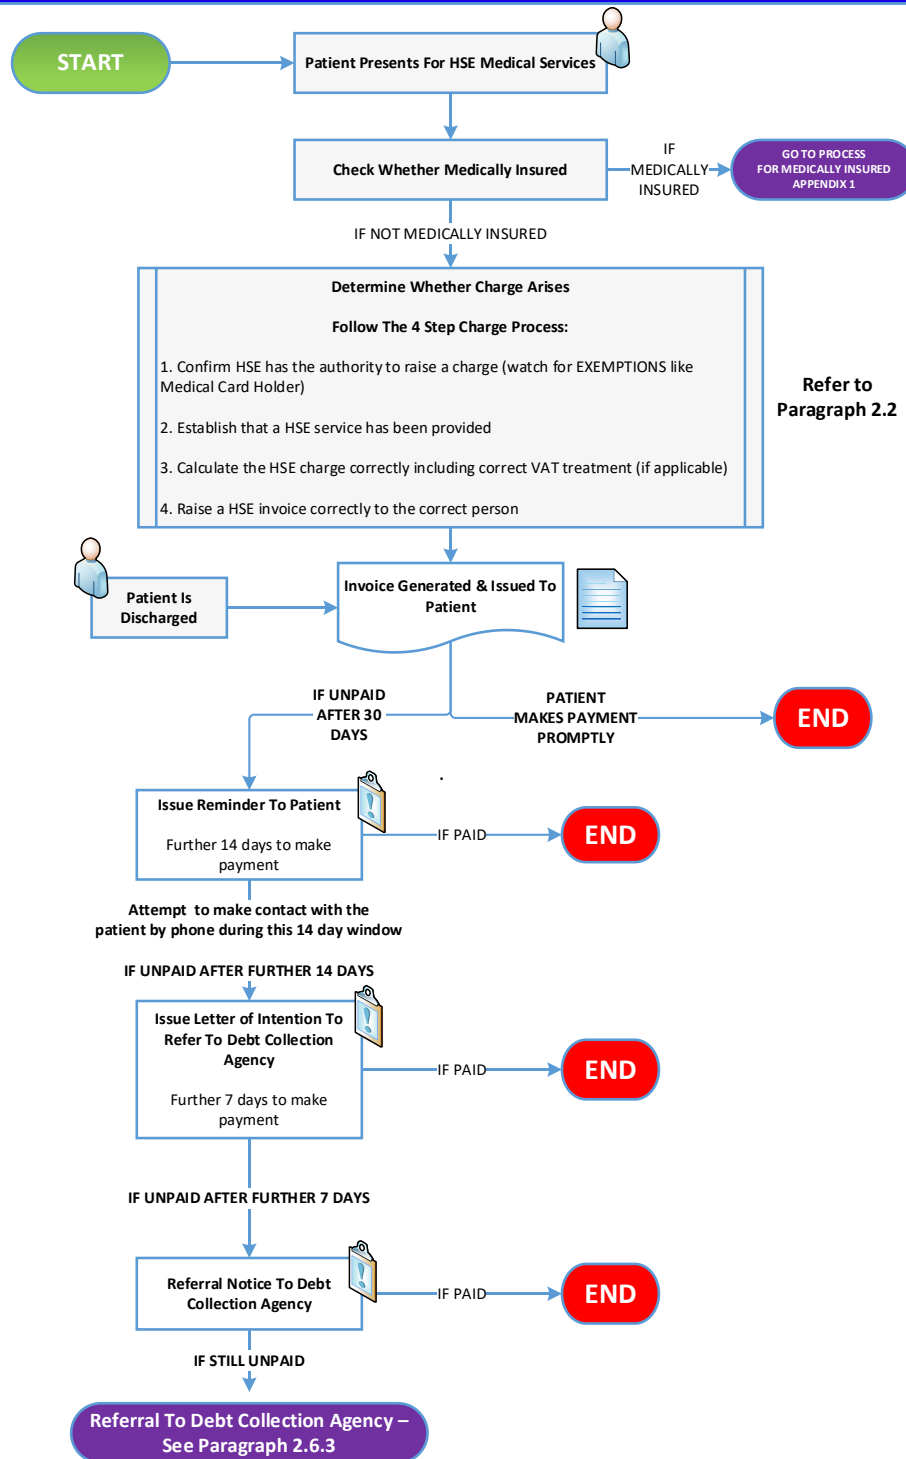 START
Patient Presents For HSE Medical Services
Check Whether Medically Insured
IF
MEDICALLY
INSURED
GO TO PROCESS
FOR MEDICALLY INSURED
APPENDIX 1
IF NOT MEDICALLY INSURED
Determine Whether Charge Arises
Follow The 4 Step Charge Process:
1. Confirm HSE has the authority to raise a charge (watch for EXEMPTIONS like
Medical Card Holder)
2. Establish that a HSE service has been provided
3. Calculate the HSE charge correctly including correct VAT treatment (if applicable)
4. Raise a HSE invoice correctly to the correct person
Refer to
Paragraph 2.2
Patient Is
Discharged
Invoice Generated & Issued To
Patient
IF UNPAID
AFTER 30
DAYS
PATIENT
MAKES PAYMENT
PROMPTLY
END
.
Issue Reminder To Patient
Further 14 days to make
payment
IF PAID
END
Attempt to make contact with the
patient by phone during this 14 day window
IF UNPAID AFTER FURTHER 14 DAYS
Issue Letter of Intention To
Refer To Debt Collection
Agency
Further 7 days to make
payment
IF PAID
END
IF UNPAID AFTER FURTHER 7 DAYS
Referral Notice To Debt
Collection Agency
IF PAID
END
IF STILL UNPAID
Referral To Debt Collection Agency –
See Paragraph 2.6.3